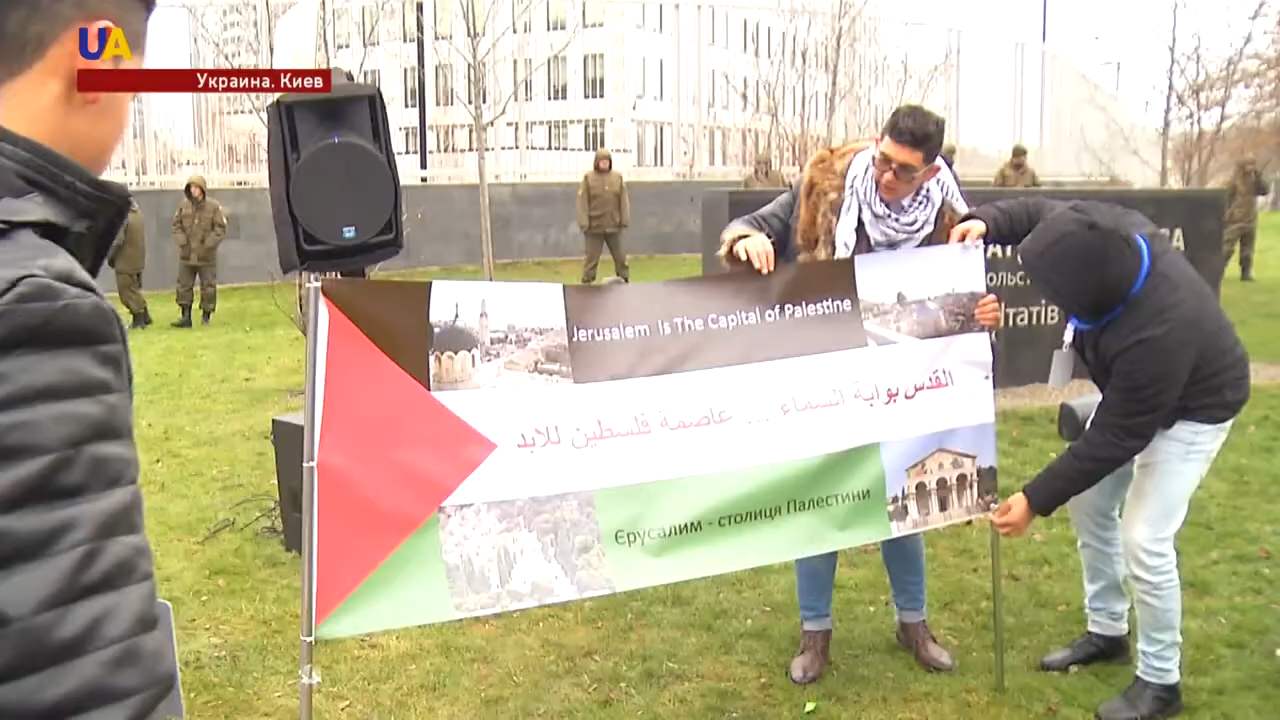 UA
Украина. Киев
Jerusalem Is The Capital of Palestine
القدس بوابة السماء ... عاصمة فلسطين للابد
Єрусалим - столиця Палестини